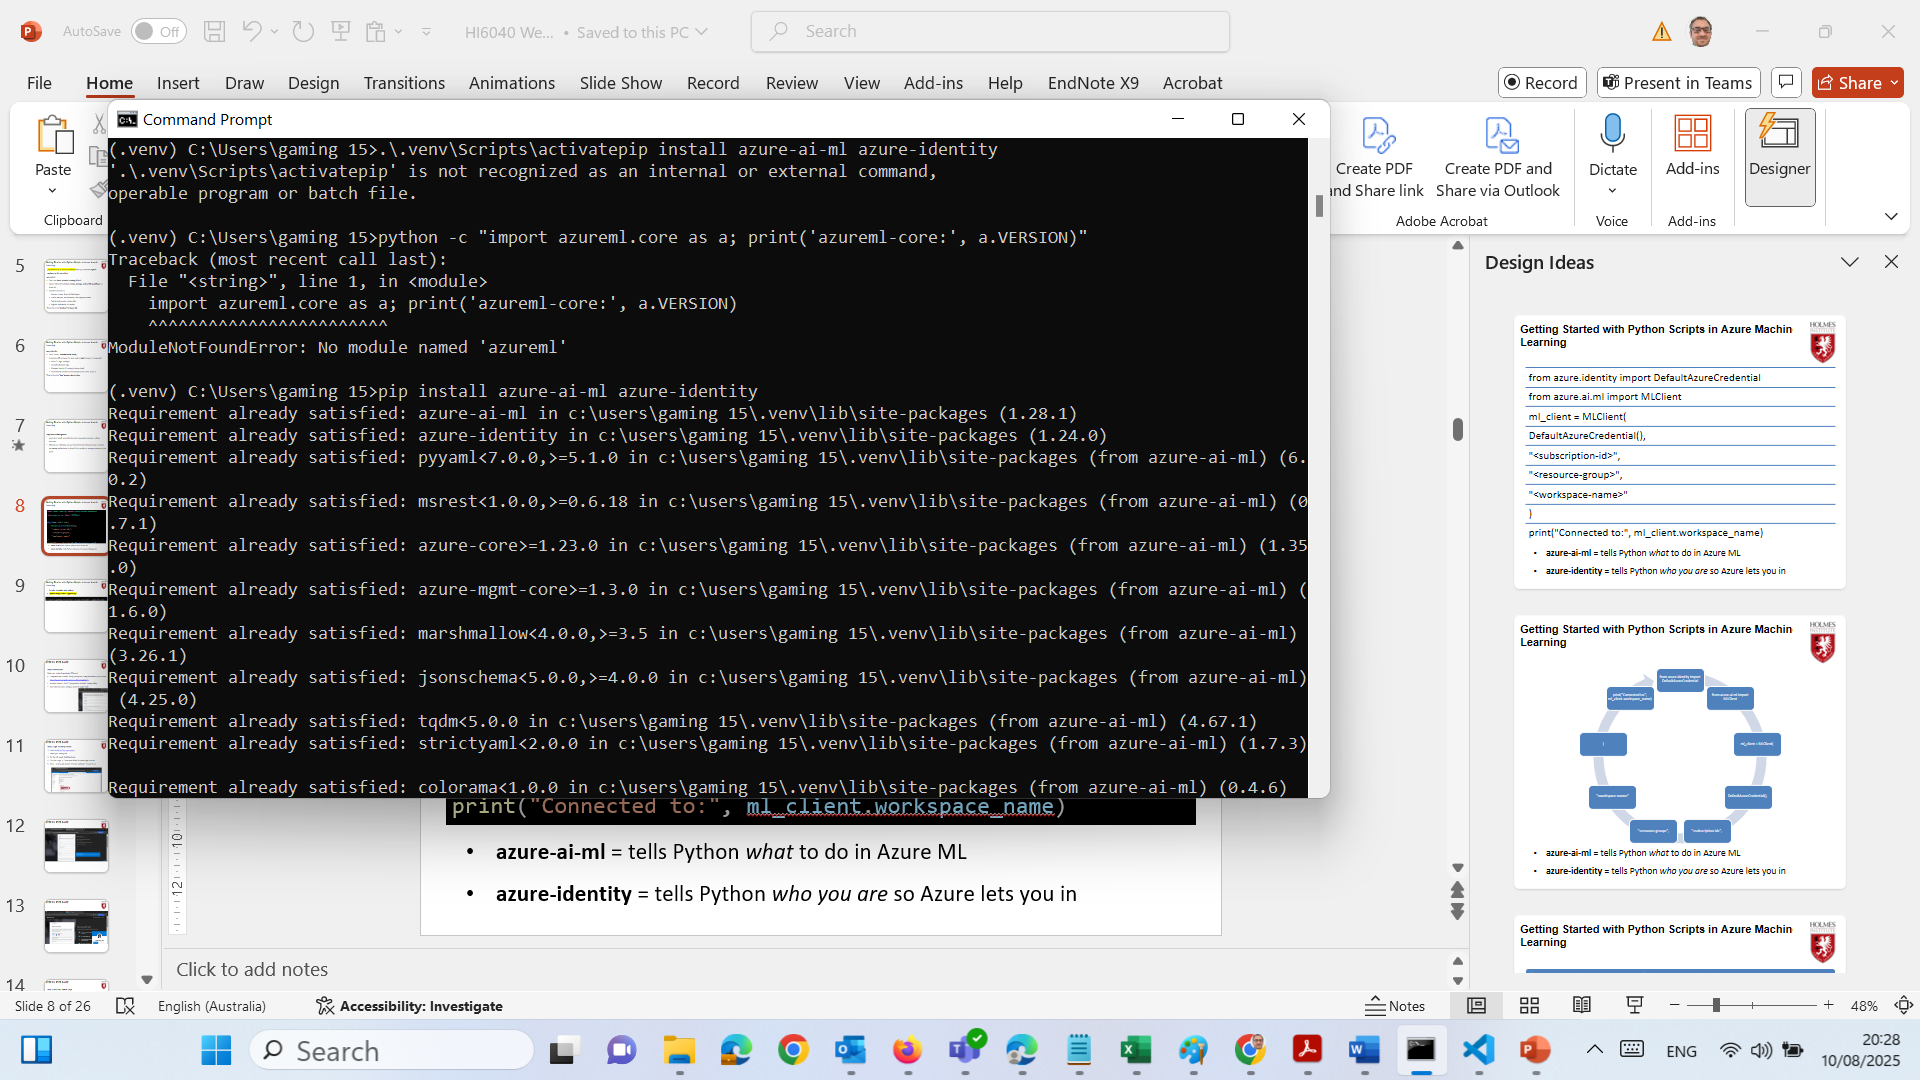 AutoSave Off HI6040 We... • Saved to this PC Search
File Home Insert Draw Design Transitions Animations Slide Show Record Review View Add-ins Help EndNote X9 Acrobat Record Present in Teams Share
Paste
Clipboard
Create PDF
and Share link
Create PDF and
Share via Outlook
Adobe Acrobat
Dictate
Voice
Add-ins
Add-ins
Designer
Command Prompt
(.venv) C:\Users\gaming 15>.\.venv\Scripts\activatepip install azure-ai-ml azure-identity
'.\.venv\Scripts\activatepip' is not recognized as an internal or external command,
operable program or batch file.
(.venv) C:\Users\gaming 15>python -c "import azureml.core as a; print('azureml-core:', a.VERSION)"
Traceback (most recent call last):
File "<string>", line 1, in <module>
import azureml.core as a; print('azureml-core:', a.VERSION)
^^^^^^^^^^^^^^^^^^^^^^^^
ModuleNotFoundError: No module named 'azureml'
(.venv) C:\Users\gaming 15>pip install azure-ai-ml azure-identity
Requirement already satisfied: azure-ai-ml in c:\users\gaming 15\.venv\lib\site-packages (1.28.1)
Requirement already satisfied: azure-identity in c:\users\gaming 15\.venv\lib\site-packages (1.24.0)
Requirement already satisfied: pyyaml<7.0.0,>=5.1.0 in c:\users\gaming 15\.venv\lib\site-packages (from azure-ai-ml) (6.
0.2)
Requirement already satisfied: msrest<1.0.0,>=0.6.18 in c:\users\gaming 15\.venv\lib\site-packages (from azure-ai-ml) (0
.7.1)
Requirement already satisfied: azure-core>=1.23.0 in c:\users\gaming 15\.venv\lib\site-packages (from azure-ai-ml) (1.35
.0)
Requirement already satisfied: azure-mgmt-core>=1.3.0 in c:\users\gaming 15\.venv\lib\site-packages (from azure-ai-ml) (
1.6.0)
Requirement already satisfied: marshmallow<4.0.0,>=3.5 in c:\users\gaming 15\.venv\lib\site-packages (from azure-ai-ml)
(3.26.1)
Requirement already satisfied: jsonschema<5.0.0,>=4.0.0 in c:\users\gaming 15\.venv\lib\site-packages (from azure-ai-ml)
(4.25.0)
Requirement already satisfied: tqdm<5.0.0 in c:\users\gaming 15\.venv\lib\site-packages (from azure-ai-ml) (4.67.1)
Requirement already satisfied: strictyaml<2.0.0 in c:\users\gaming 15\.venv\lib\site-packages (from azure-ai-ml) (1.7.3)
Requirement already satisfied: colorama<1.0.0 in c:\users\gaming 15\.venv\lib\site-packages (from azure-ai-ml) (0.4.6)
5
6
7
8
9
10
11
12
13
14
10
12
print("Connected to:", ml_client.workspace_name)
• azure-ai-ml = tells Python what to do in Azure ML
• azure-identity = tells Python who you are so Azure lets you in
Click to add notes
Design Ideas
Getting Started with Python Scripts in Azure Machin
Learning
HOLMES
from azure.identity import DefaultAzureCredential
from azure.ai.ml import MLClient
ml_client = MLClient(
DefaultAzureCredential(),
"<subscription-id>",
"<resource-group>",
"<workspace-name>"
)
print("Connected to:", ml_client.workspace_name)
• azure-ai-ml = tells Python what to do in Azure ML
• azure-identity = tells Python who you are so Azure lets you in
Getting Started with Python Scripts in Azure Machin
Learning
HOLMES
• azure-ai-ml = tells Python what to do in Azure ML
• azure-identity = tells Python who you are so Azure lets you in
Getting Started with Python Scripts in Azure Machin
Learning
HOLMES
Slide 8 of 26 English (Australia) Accessibility: Investigate Notes 48%
Search ENG 20:28
10/08/2025